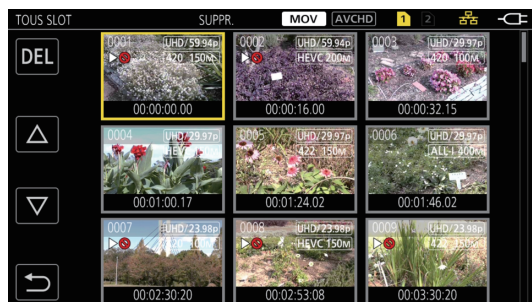 TOUS SLOT SUPPR. MOV AVCHD 1 2
DEL
0001 UHD/59.94p
420 150M
00:00:00.00
0002 UHD/59.94p
HEVC 200M
00:00:16.00
0003 UHD/29.97p
420 100M
00:00:32.15
0004 UHD/29.97p
HEVC
00:01:00.17
0005 UHD/29.97p
422 150M
00:01:24.02
0006 UHD/29.97p
ALL-I 400M
00:01:46.02
0007 UHD/23.98p
420 100M
00:02:30:20
0008 UHD/23.98p
HEVC 150M
00:02:53:08
0009 UHD/23.98p
422 150M
00:03:30:20